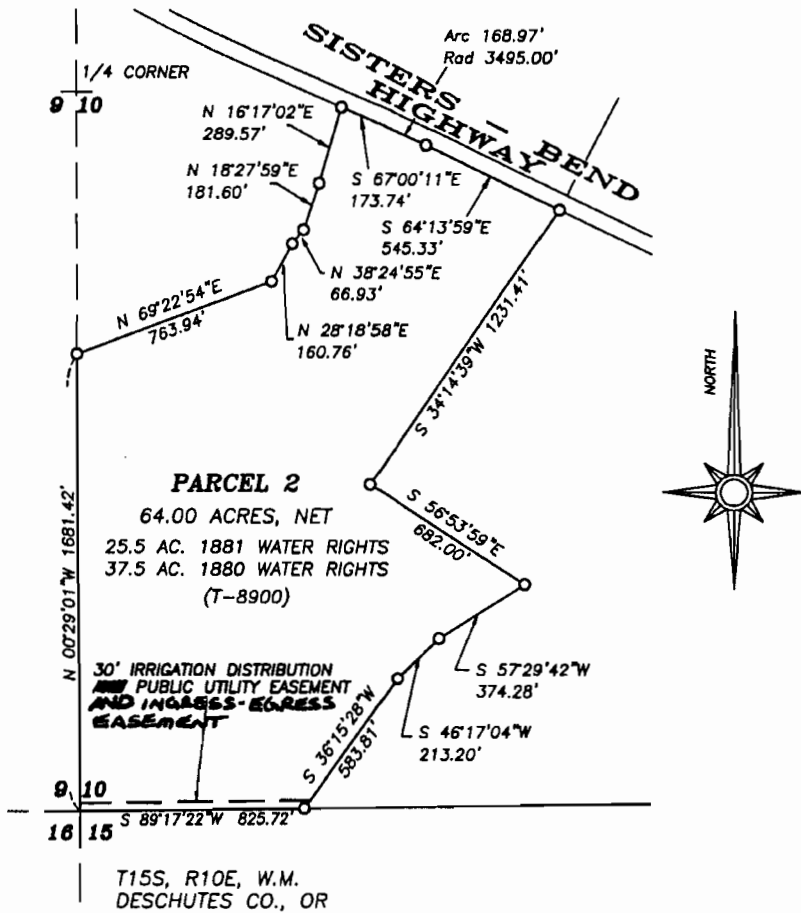 SISTERS – BEND
HIGHWAY
Arc 168.97'
Rad 3495.00'
1/4 CORNER
9 10
N 16°17'02"E
289.57'
N 18°27'59"E
181.60'
S 67°00'11"E
173.74'
S 64°13'59"E
545.33'
N 38°24'55"E
66.93'
N 69°22'54"E
763.94'
N 28°18'58"E
160.76'
S 34°14'39"W 1231.41'
NORTH
PARCEL 2
64.00 ACRES, NET
25.5 AC. 1881 WATER RIGHTS
37.5 AC. 1880 WATER RIGHTS
(T-8900)
S 56°53'59"E
682.00'
N 00°29'01"W 1681.42'
30' IRRIGATION DISTRIBUTION
PUBLIC UTILITY EASEMENT
AND INGRESS-EGRESS
EASEMENT
S 57°29'42"W
374.28'
S 46°17'04"W
213.20'
S 36°15'28"W
583.81'
9 10
S 89°17'22"W 825.72'
16 15
T15S, R10E, W.M.
DESCHUTES CO., OR